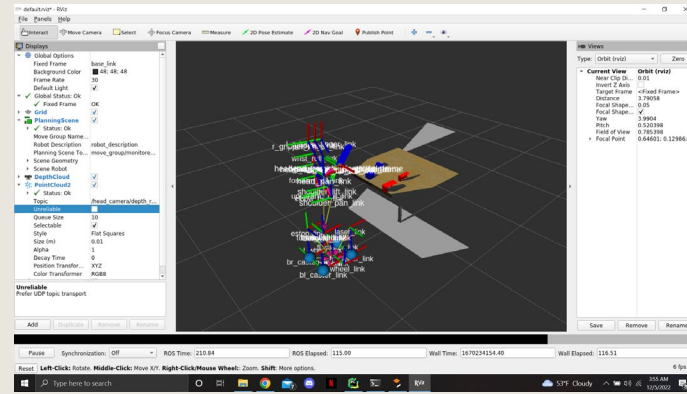 default.rviz* - RViz
File Panels Help
Interact Move Camera Select Focus Camera Measure 2D Pose Estimate 2D Nav Goal Publish Point
Displays
Global Options
Fixed Frame base_link
Background Color 48; 48; 48
Frame Rate 30
Default Light
Global Status: Ok
Fixed Frame OK
Grid
PlanningScene
Status: Ok
Move Group Name...
Robot Description robot_description
Planning Scene To... move_group/monitore...
Scene Geometry
Scene Robot
DepthCloud
PointCloud2
Status: Ok
Topic /head_camera/depth_r...
Unreliable
Queue Size 10
Selectable
Style Flat Squares
Size (m) 0.01
Alpha 1
Decay Time 0
Position Transfor... XYZ
Color Transformer RGB8
Unreliable
Prefer UDP topic transport
Add Duplicate Remove Rename
head_pan_link
shoulder_pan_link
wheel_link
bl_caster_link
Views
Type: Orbit (rviz) Zero
Current View Orbit (rviz)
Near Clip Di... 0.01
Invert Z Axis
Target Frame <Fixed Frame>
Distance 3.79058
Focal Shape... 0.05
Focal Shape...
Yaw 3.9904
Pitch 0.520398
Field of View 0.785398
Focal Point 0.64601; 0.12986;
Save Remove Rename
Pause Synchronization: Off ROS Time: 210.84 ROS Elapsed: 115.00 Wall Time: 1670234154.40 Wall Elapsed: 116.51
Reset Left-Click: Rotate. Middle-Click: Move X/Y. Right-Click/Mouse Wheel: Zoom. Shift: More options. 6 fps
Type here to search RViz 53°F Cloudy 3:55 AM
12/5/2022